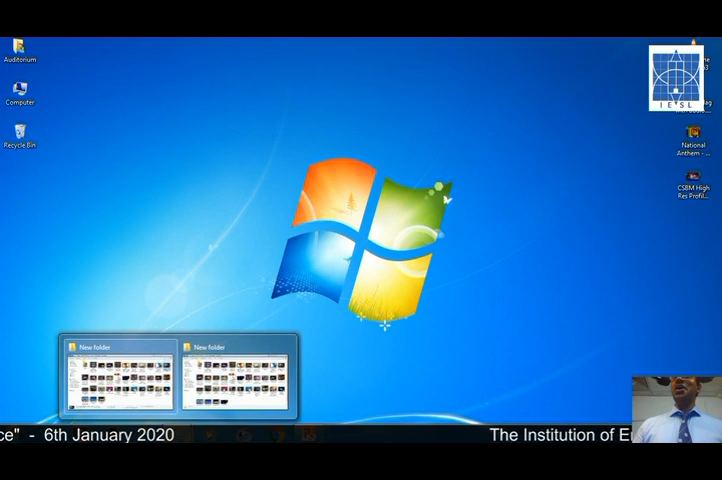 Auditorium
Computer
Recycle Bin
I E S L
National
Anthem - ...
CSBM High
Res Profil...
New folder
New folder
ce" - 6th January 2020
The Institution of E